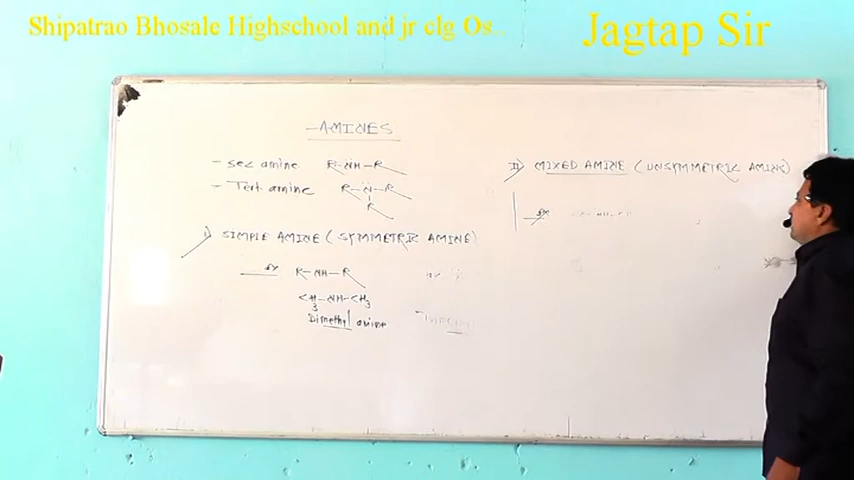 Shipatrao Bhosale Highschool and jr clg Os..
Jagtap Sir
AMINES
- sec amine R-NH-R
- Tert. amine R-N-R
R
I) SIMPLE AMINE (SYMMETRIC AMINE)
ex R-NH-R
CH3-NH-CH3
Dimethyl amine
II) MIXED AMINE (UNSYMMETRIC AMINE)
ex